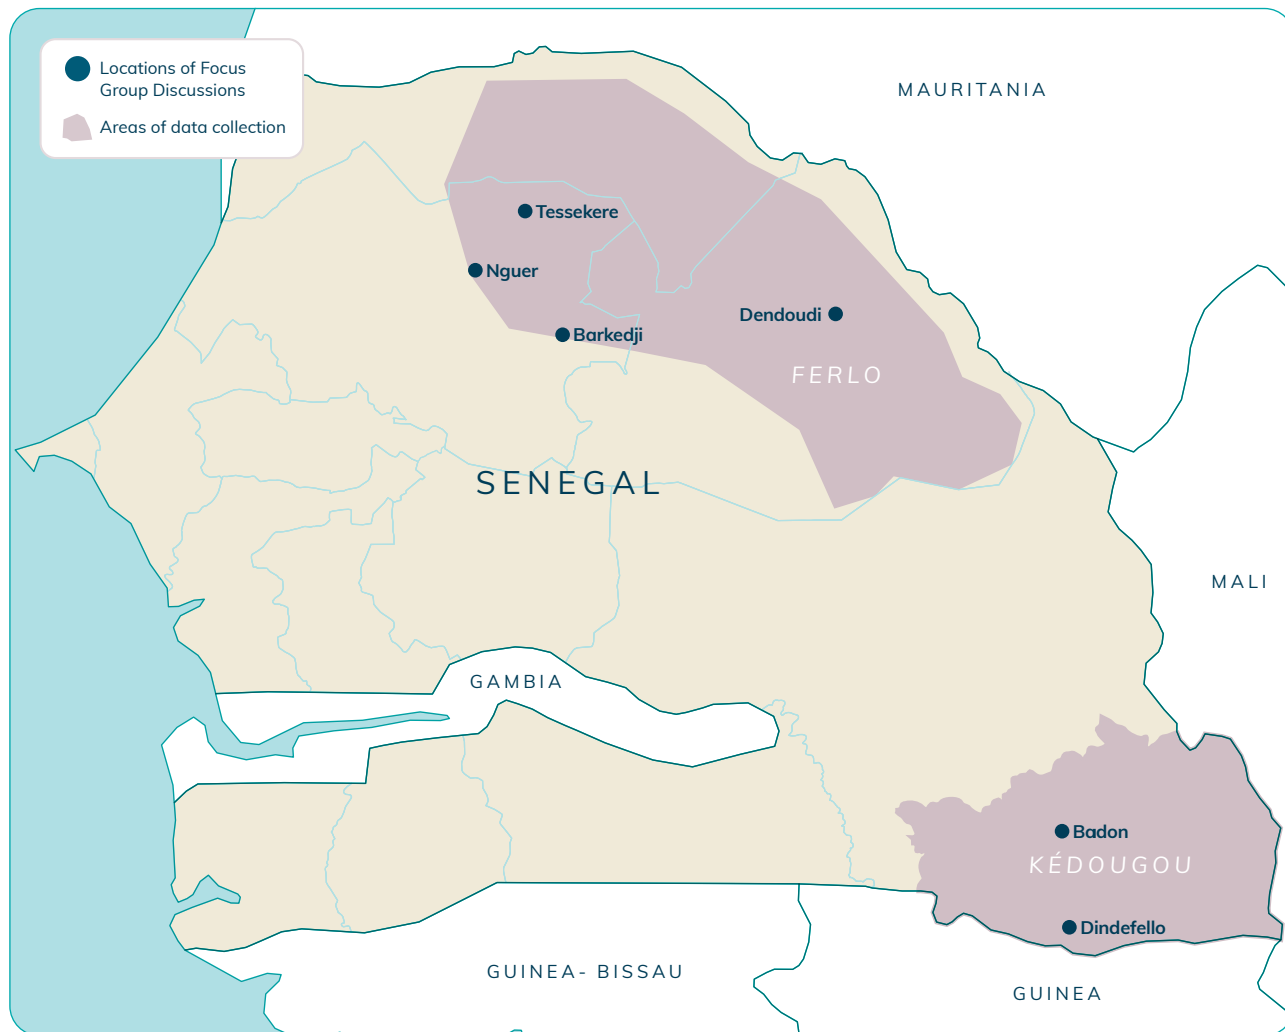 Locations of Focus
Group Discussions
Areas of data collection
MAURITANIA
Tessekere
Nguer
Dendoudi
Barkedji
FERLO
SENEGAL
MALI
GAMBIA
Badon
KÉDOUGOU
Dindefello
GUINEA- BISSAU
GUINEA